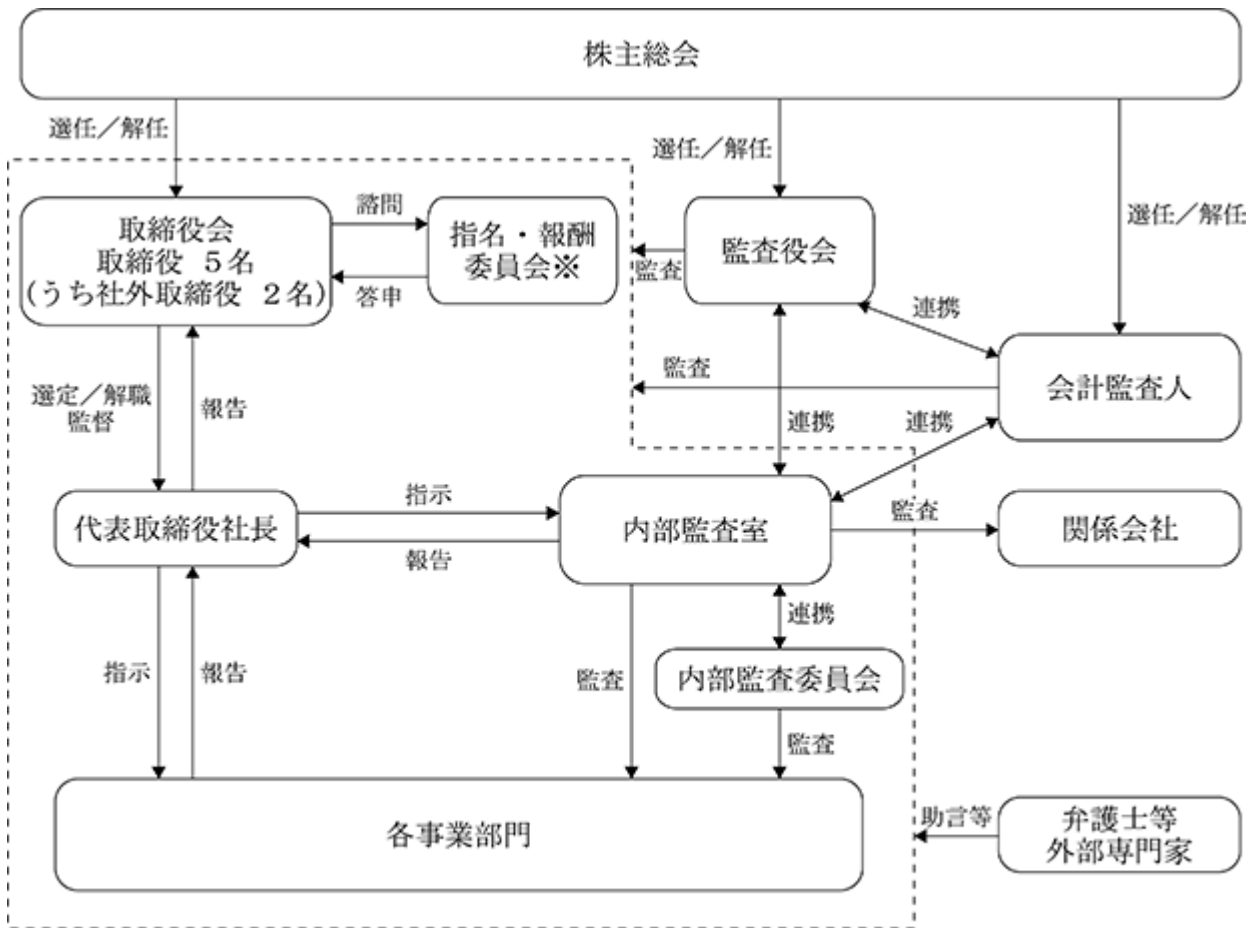 株主総会
選任／解任
選任／解任
選任／解任
取締役会
取締役 5名
(うち社外取締役 2名)
諮問
答申
指名・報酬
委員会※
監査
監査役会
連携
監査
会計監査人
選定／解職
監督
報告
連携
連携
代表取締役社長
指示
報告
内部監査室
監査
関係会社
連携
指示
報告
監査
内部監査委員会
監査
各事業部門
助言等
弁護士等
外部専門家